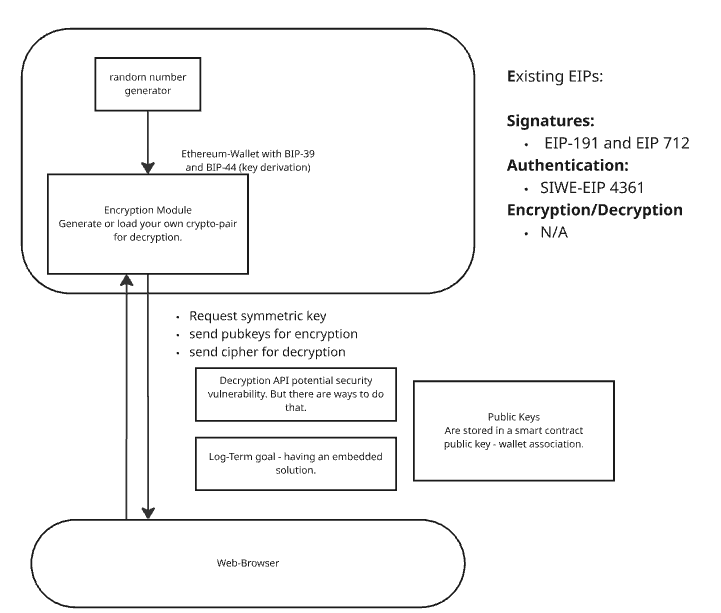 random number
generator
Ethereum-Wallet with BIP-39
and BIP-44 (key derivation)
Encryption Module
Generate or load your own crypto-pair
for decryption.
Existing EIPs:
Signatures:
• EIP-191 and EIP 712
Authentication:
• SIWE-EIP 4361
Encryption/Decryption
• N/A
• Request symmetric key
• send pubkeys for encryption
• send cipher for decryption
Decryption API potential security
vulnerability. But there are ways to do
that.
Public Keys
Are stored in a smart contract
public key - wallet association.
Log-Term goal - having an embedded
solution.
Web-Browser